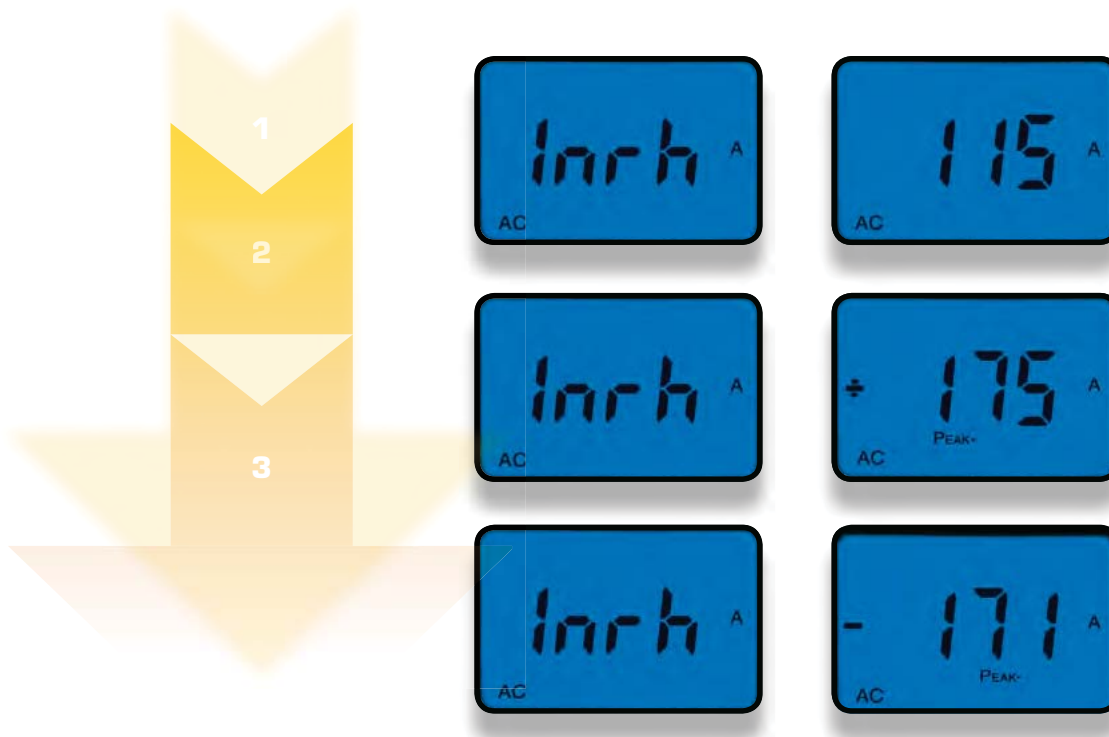 1
Inrh A
AC
115 A
AC
2
Inrh A
AC
÷ 175 A
PEAK-
AC
3
Inrh A
AC
- 171 A
PEAK-
AC